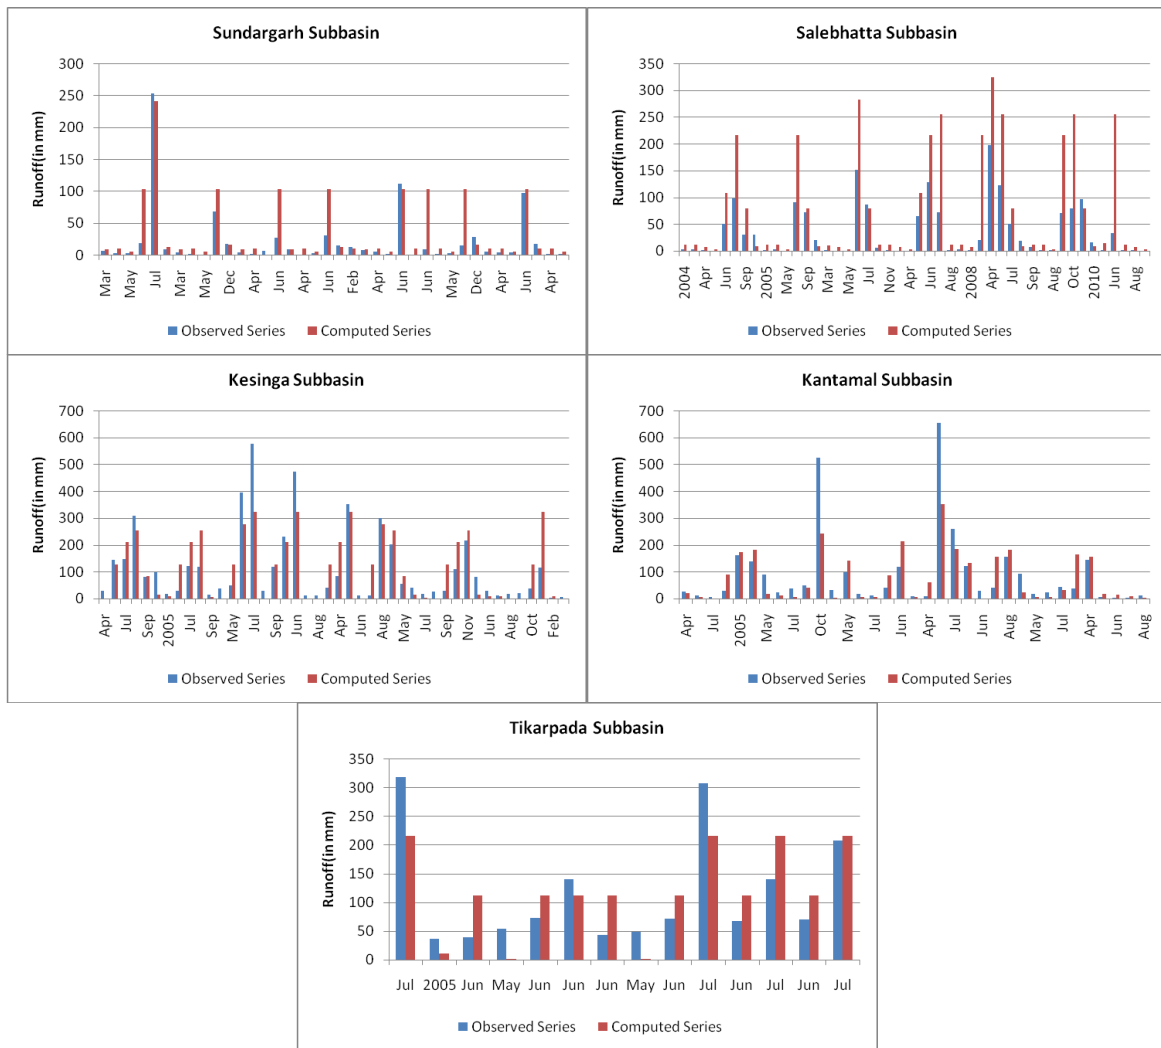 Sundargarh Subbasin
Runoff(in mm)
300
250
200
150
100
50
0
Mar May Jul May Dec Apr Jun Apr Jun Feb Apr Jun Jun May Dec Apr Jun Apr
Observed Series Computed Series
Salebhatta Subbasin
Runoff(in mm)
350
300
250
200
150
100
50
0
2004 Apr Jun Sep 2005 May Sep Mar May Jul Nov Apr Jun Aug 2008 Apr Jul Sep Aug Oct 2010 Jun Aug
Observed Series Computed Series
Kesinga Subbasin
Runoff(in mm)
700
600
500
400
300
200
100
0
Apr Jul Sep 2005 Jul Sep May Jul Sep Jun Aug Apr Jun Aug May Jul Sep Nov Jun Aug Oct Feb
Observed Series Computed Series
Kantamal Subbasin
Runoff(in mm)
700
600
500
400
300
200
100
0
Apr Jul 2005 May Jul Oct May Jul Jun Apr Jul Jun Aug May Jul Apr Jun Aug
Observed Series Computed Series
Tikarpada Subbasin
Runoff(in mm)
350
300
250
200
150
100
50
0
Jul 2005 Jun May Jun Jun Jun May Jun Jul Jun Jul Jun Jul
Observed Series Computed Series